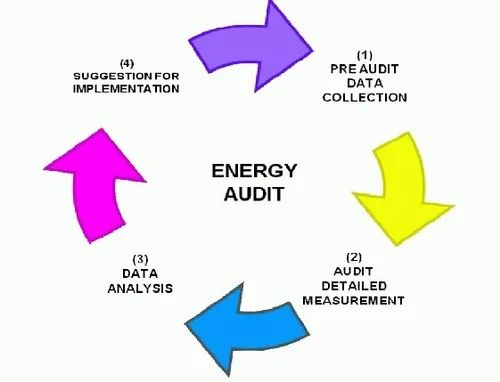 (4)
SUGGESTION FOR
IMPLEMENTATION
(1)
PRE AUDIT
DATA
COLLECTION
ENERGY
AUDIT
(3)
DATA
ANALYSIS
(2)
AUDIT
DETAILED
MEASUREMENT